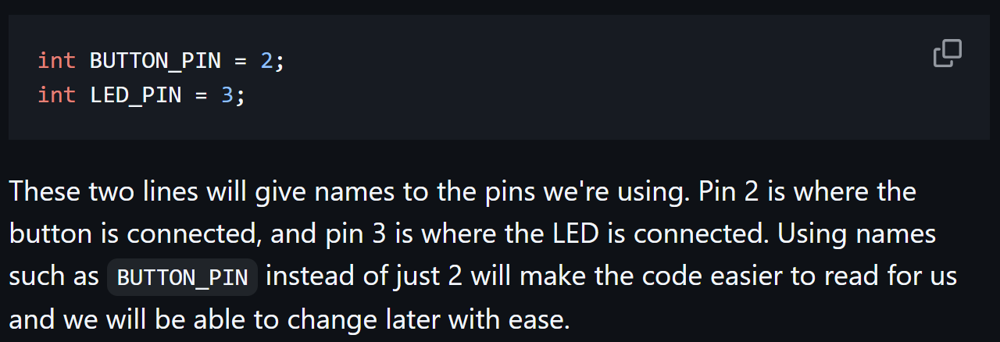 int BUTTON_PIN = 2;
int LED_PIN = 3;
These two lines will give names to the pins we're using. Pin 2 is where the
button is connected, and pin 3 is where the LED is connected. Using names
such as BUTTON_PIN instead of just 2 will make the code easier to read for us
and we will be able to change later with ease.